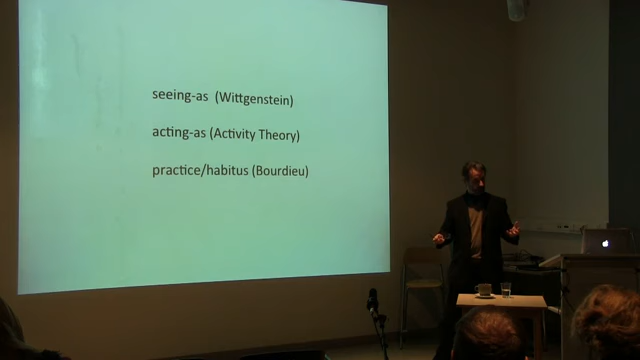 seeing-as (Wittgenstein)
acting-as (Activity Theory)
practice/habitus (Bourdieu)